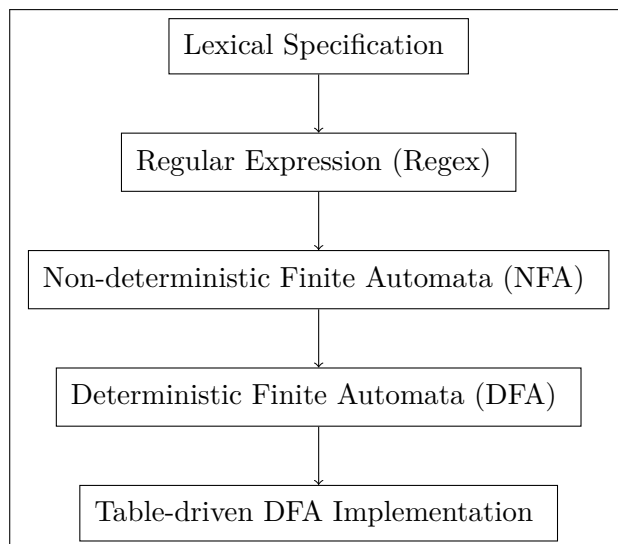 Lexical Specification
Regular Expression (Regex)
Non-deterministic Finite Automata (NFA)
Deterministic Finite Automata (DFA)
Table-driven DFA Implementation